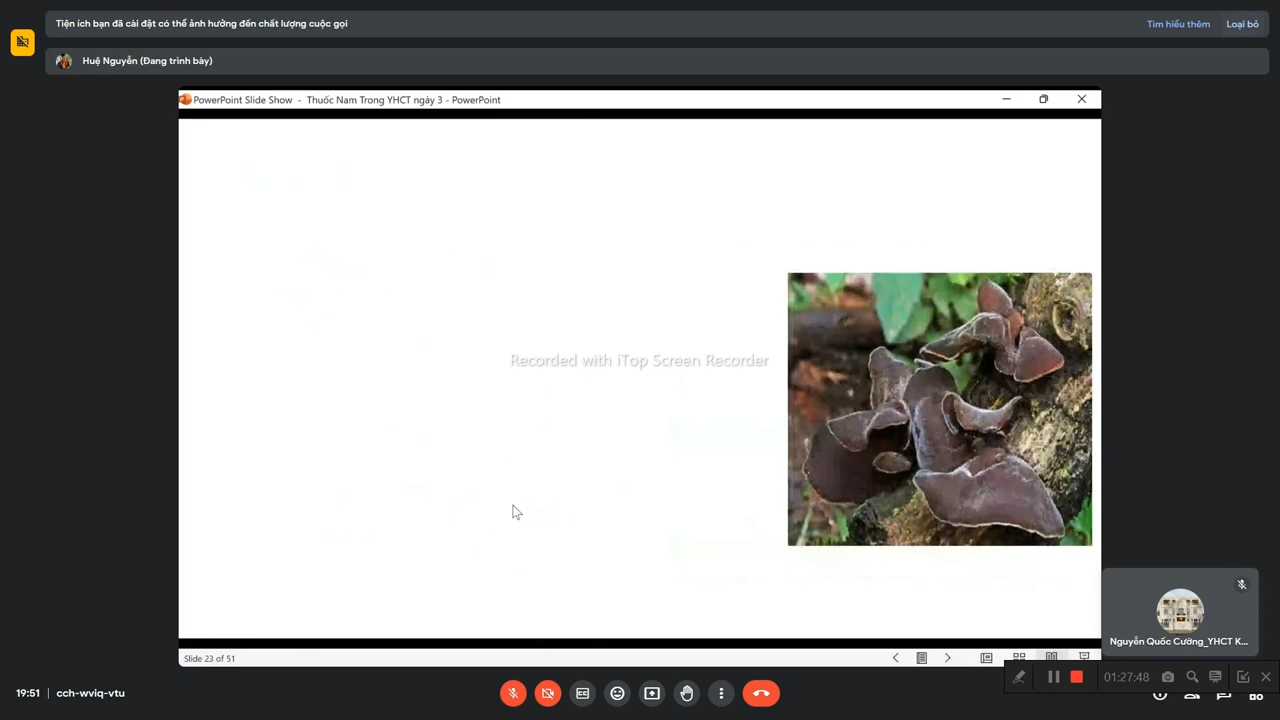 Tiện ích bạn đã cài đặt có thể ảnh hưởng đến chất lượng cuộc gọi
Tìm hiểu thêm
Loại bỏ
Huệ Nguyễn (Đang trình bày)
PowerPoint Slide Show - Thuốc Nam Trong YHCT ngày 3 - PowerPoint
Recorded with iTop Screen Recorder
Nguyễn Quốc Cường_YHCT K...
Slide 23 of 51
01:27:48
19:51
cch-wviq-vtu